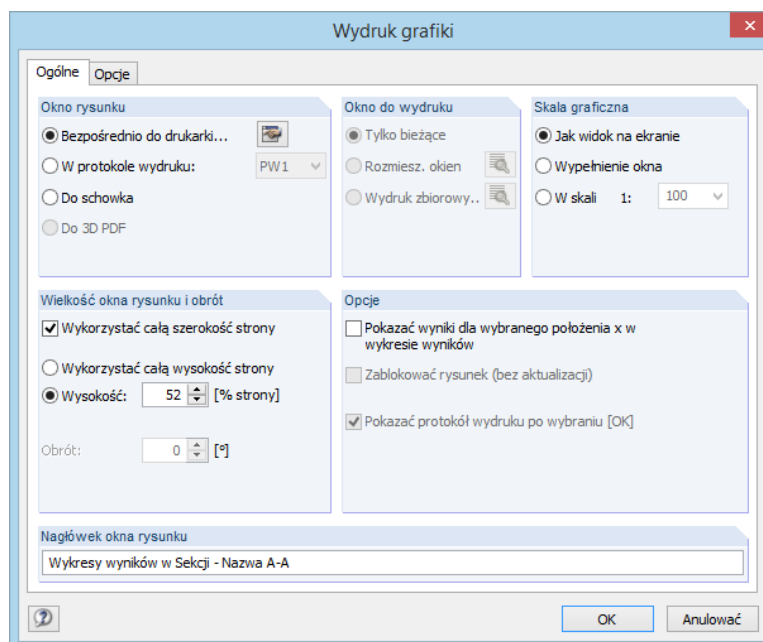 Wydruk grafiki
Ogólne Opcje
Okno rysunku
Bezpośrednio do drukarki...
W protokole wydruku: PW1
Do schowka
Do 3D PDF
Okno do wydruku
Tylko bieżące
Rozmiesz. okien
Wydruk zbiorowy..
Skala graficzna
Jak widok na ekranie
Wypełnienie okna
W skali 1: 100
Wielkość okna rysunku i obrót
Wykorzystać całą szerokość strony
Wykorzystać całą wysokość strony
Wysokość: 52 [% strony]
Obrót: 0 [°]
Opcje
Pokazać wyniki dla wybranego położenia x w
wykresie wyników
Zablokować rysunek (bez aktualizacji)
Pokazać protokół wydruku po wybraniu [OK]
Nagłówek okna rysunku
Wykresy wyników w Sekcji - Nazwa A-A
OK Anulować